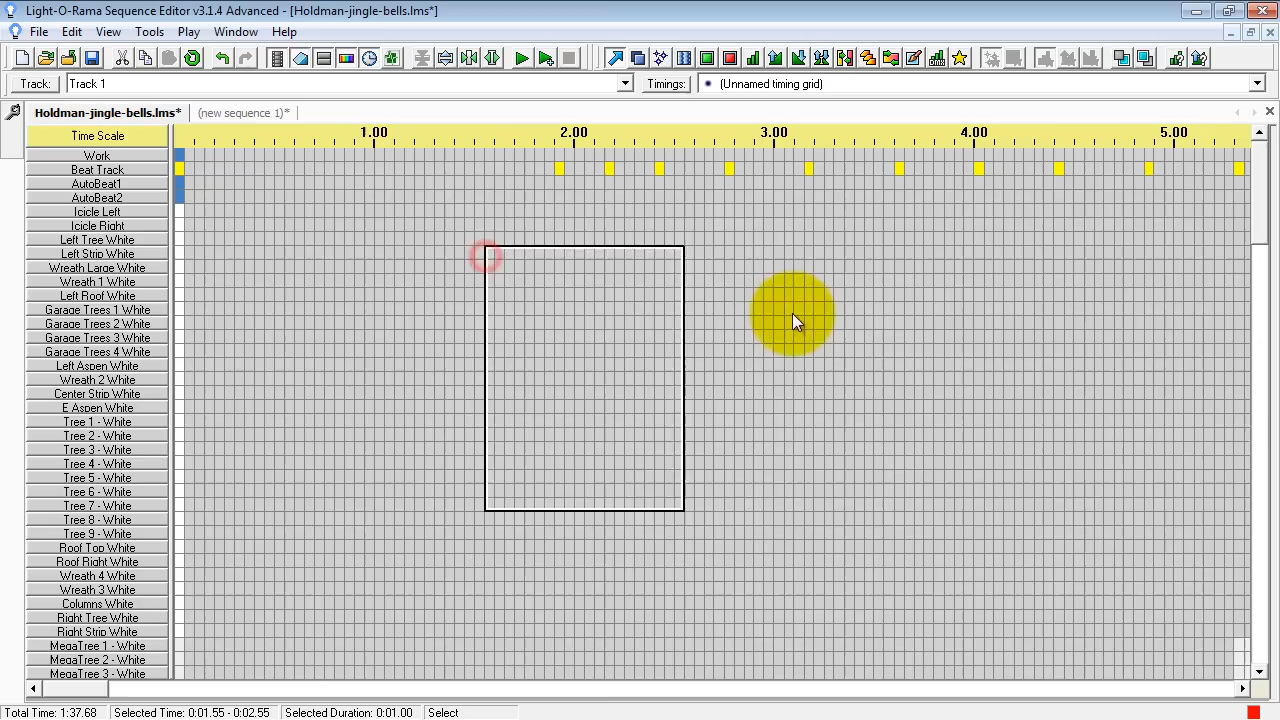 Light-O-Rama Sequence Editor v3.1.4 Advanced - [Holdman-jingle-bells.lms*]
File Edit View Tools Play Window Help
Track: Track 1 Timings: (Unnamed timing grid)
Holdman-jingle-bells.lms* (new sequence 1)*
Time Scale 1.00 2.00 3.00 4.00 5.00
Work
Beat Track
AutoBeat1
AutoBeat2
Icicle Left
Icicle Right
Left Tree White
Left Strip White
Wreath Large White
Wreath 1 White
Left Roof White
Garage Trees 1 White
Garage Trees 2 White
Garage Trees 3 White
Garage Trees 4 White
Left Aspen White
Wreath 2 White
Center Strip White
E Aspen White
Tree 1 - White
Tree 2 - White
Tree 3 - White
Tree 4 - White
Tree 5 - White
Tree 6 - White
Tree 7 - White
Tree 8 - White
Tree 9 - White
Roof Top White
Roof Right White
Wreath 4 White
Wreath 3 White
Columns White
Right Tree White
Right Strip White
MegaTree 1 - White
MegaTree 2 - White
MegaTree 3 - White
Total Time: 1:37.68 Selected Time: 0:01.55 - 0:02.55 Selected Duration: 0:01.00 Select